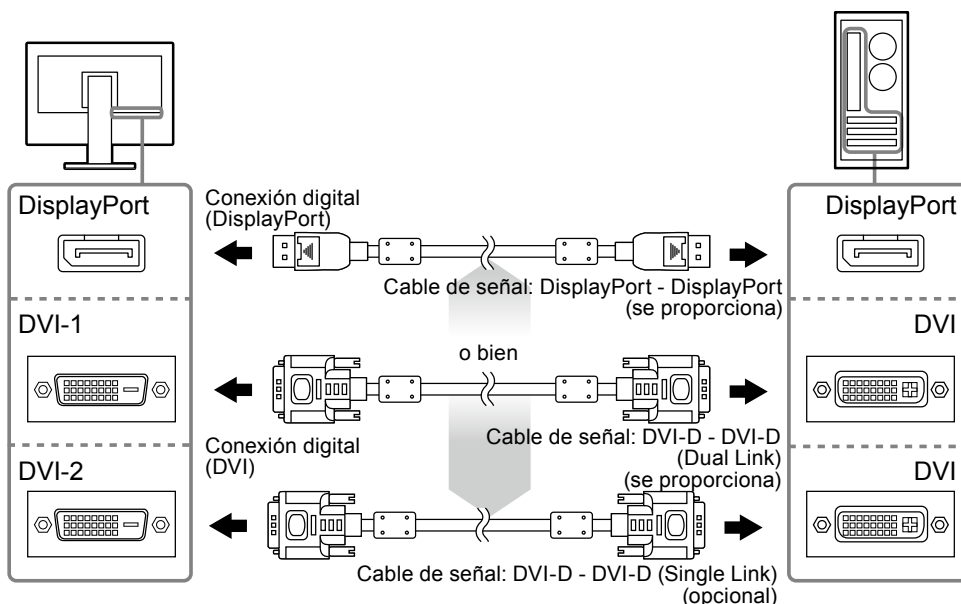 DisplayPort
Conexión digital
(DisplayPort)
DisplayPort
Cable de señal: DisplayPort - DisplayPort
(se proporciona)
DVI-1
o bien
DVI
Conexión digital
(DVI)
Cable de señal: DVI-D - DVI-D
(Dual Link)
(se proporciona)
DVI-2
DVI
Cable de señal: DVI-D - DVI-D (Single Link)
(opcional)